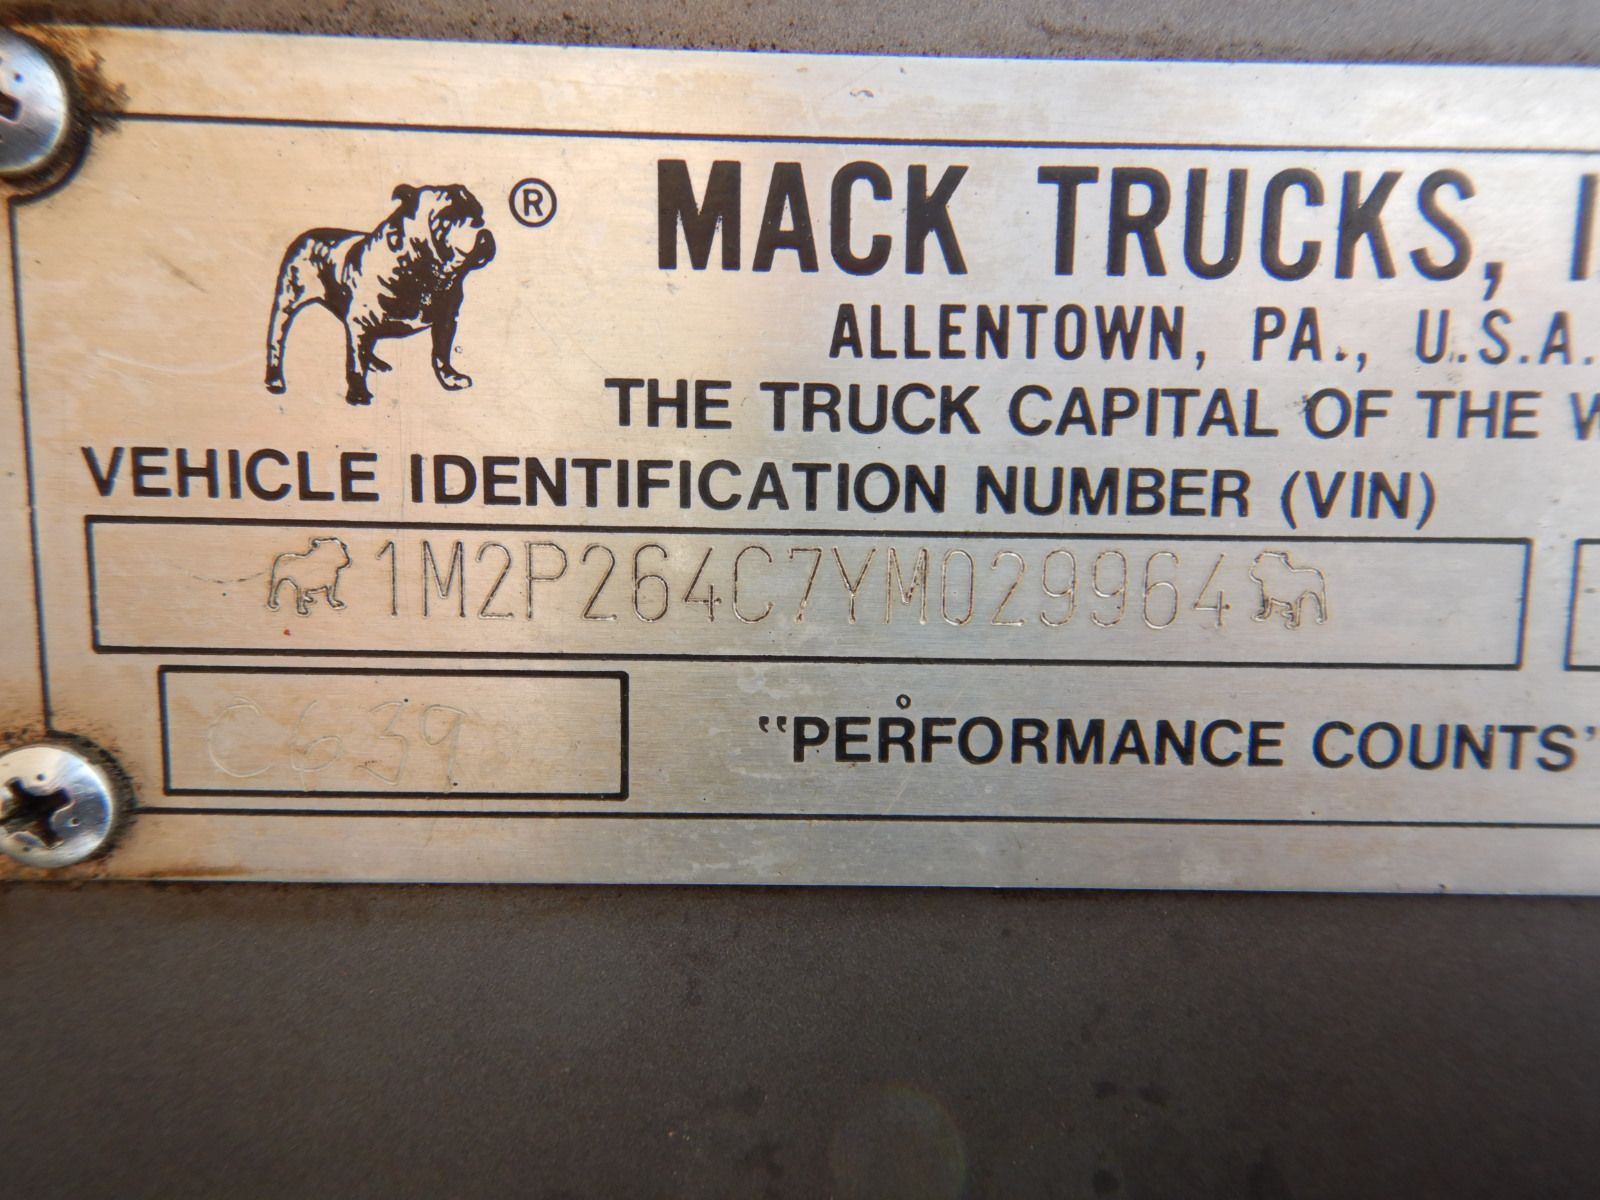 ®
MACK TRUCKS, I
ALLENTOWN, PA., U.S.A.
THE TRUCK CAPITAL OF THE
VEHICLE IDENTIFICATION NUMBER (VIN)
1M2P264C7YM029964
C639
"PERFORMANCE COUNTS"